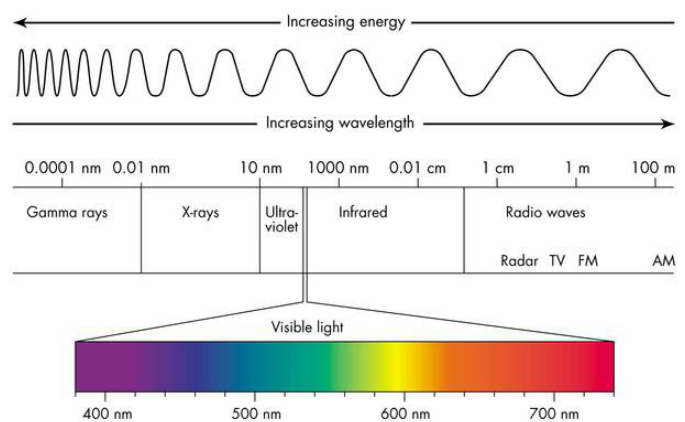 Increasing energy
Increasing wavelength
0.0001 nm 0.01 nm 10 nm 1000 nm 0.01 cm 1 cm 1 m 100 m
Gamma rays X-rays Ultra- Infrared Radio waves
violet
Radar TV FM AM
Visible light
400 nm 500 nm 600 nm 700 nm